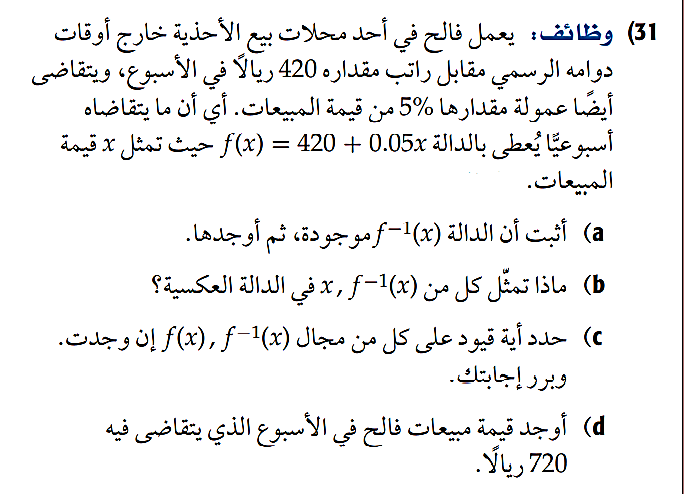 31) وظائف: يعمل فالح في أحد محلات بيع الأحذية خارج أوقات
دوامه الرسمي مقابل راتب مقداره 420 ريالًا في الأسبوع، ويتقاضى
أيضًا عمولة مقدارها 5% من قيمة المبيعات. أي أن ما يتقاضاه
أسبوعيًّا يُعطى بالدالة f(x) = 420 + 0.05x حيث تمثل x قيمة
المبيعات.
a) أثبت أن الدالة f⁻¹(x) موجودة، ثم أوجدها.
b) ماذا تمثّل كل من x , f⁻¹(x) في الدالة العكسية؟
c) حدد أية قيود على كل من مجال f(x) , f⁻¹(x) إن وجدت.
وبرر إجابتك.
d) أوجد قيمة مبيعات فالح في الأسبوع الذي يتقاضى فيه
720 ريالًا.